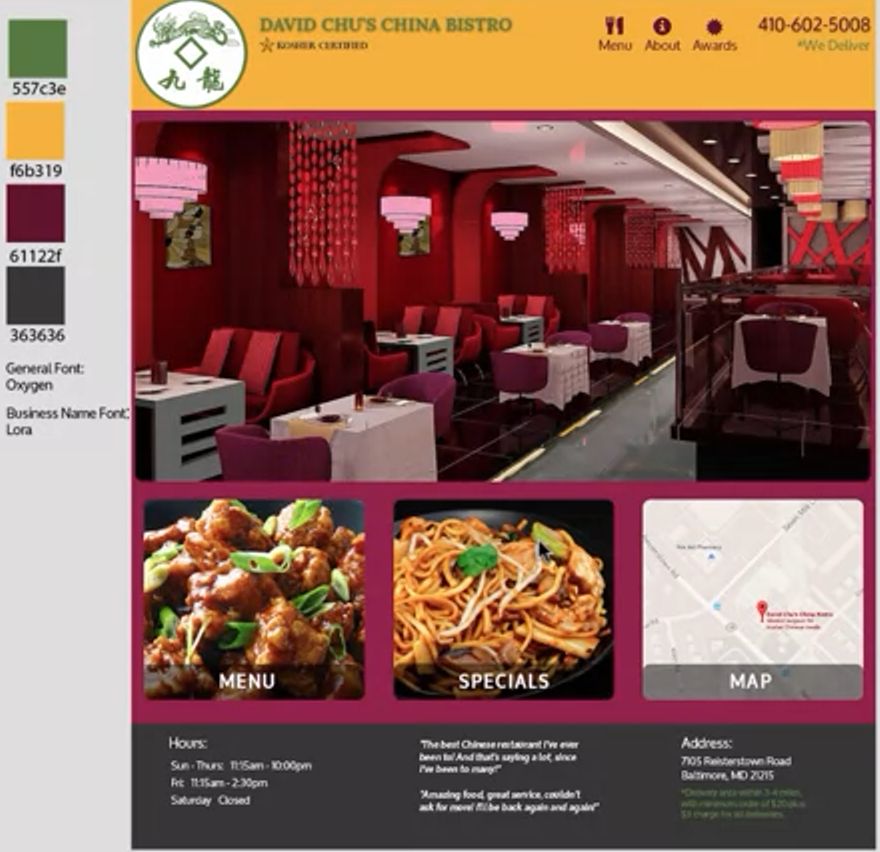 557c3e
f6b319
61122f
363636
General Font:
Oxygen
Business Name Font:
Lora
九 龍
DAVID CHU'S CHINA BISTRO
KOSHER CERTIFIED
Menu About Awards
410-602-5008
*We Deliver
MENU
SPECIALS
MAP
Hours:
Sun - Thurs: 11:15am - 10:00pm
Fri: 11:15am - 2:30pm
Saturday Closed
"The best Chinese restaurant I've ever
been to! And that's saying a lot, since
I've been to many!"
"Amazing food, great service, couldn't
ask for more! I'll be back again and again!"
Address:
7105 Reisterstown Road
Baltimore, MD 21215
*Delivery area within 3-4 miles,
with minimum order of $20 plus
$3 charge for all deliveries.